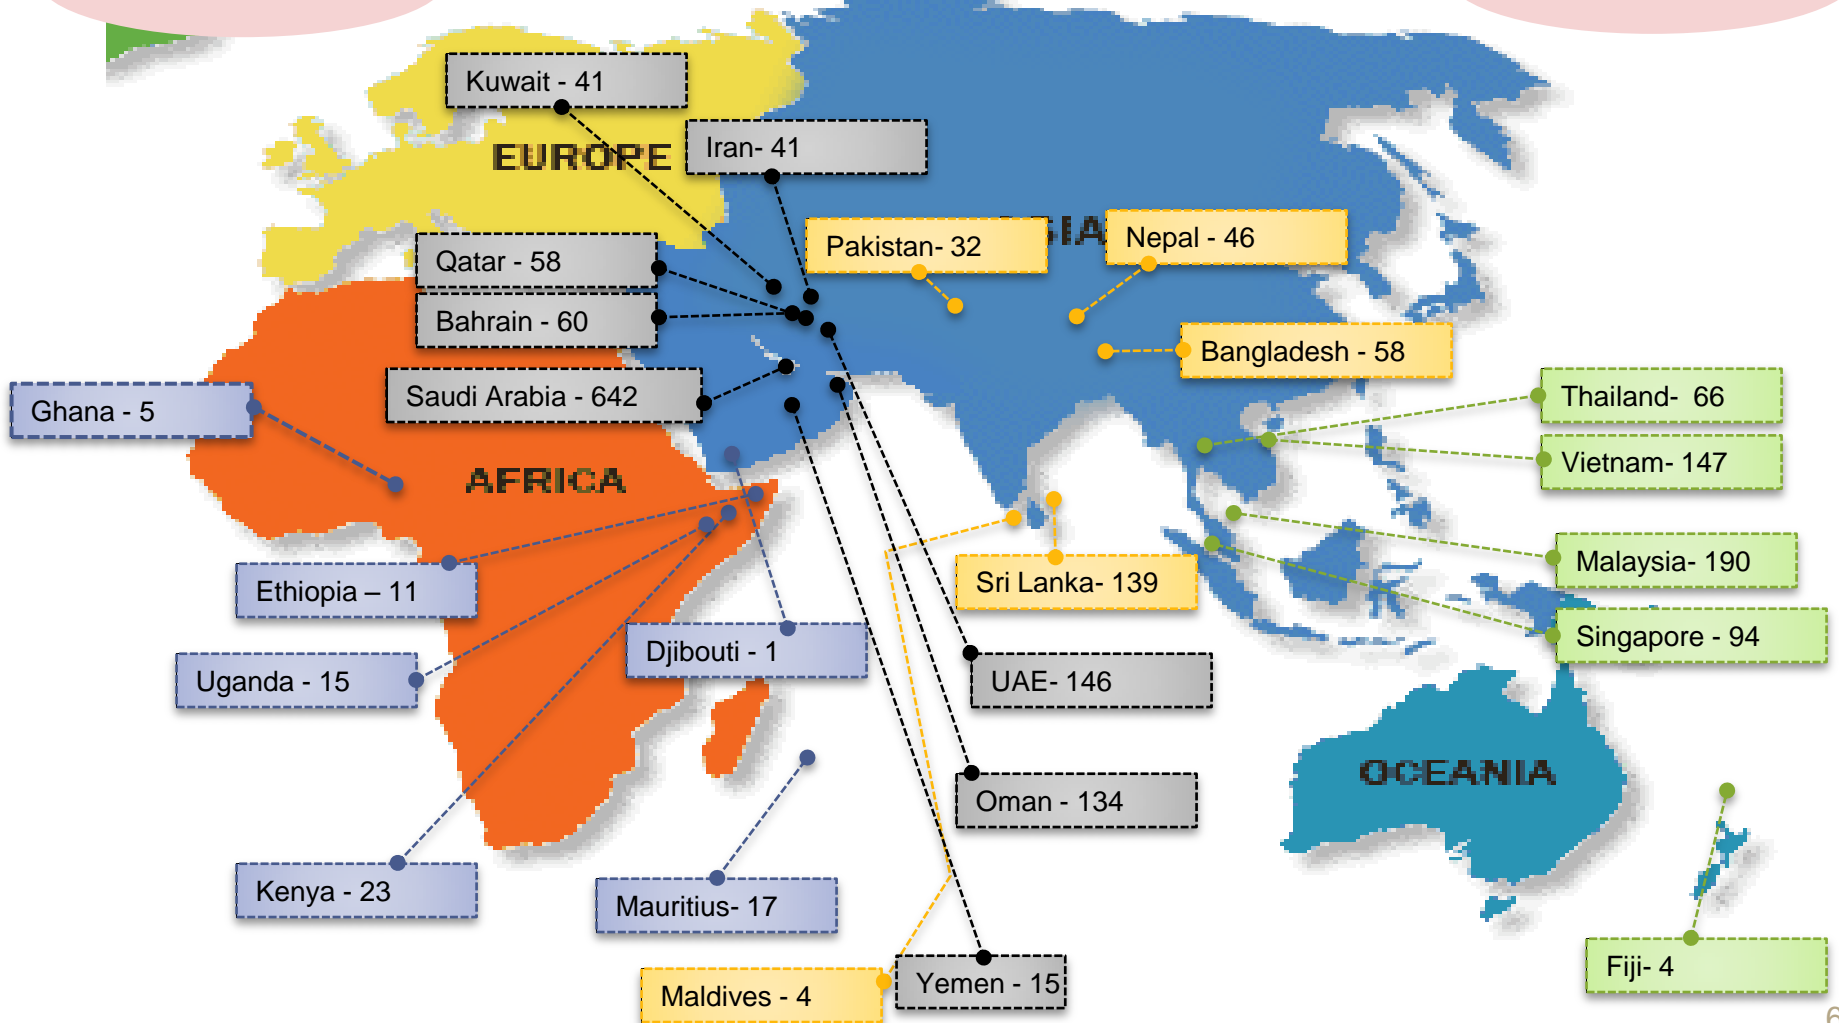 Kuwait - 41
EUROPE
Iran- 41
Pakistan- 32
Nepal - 46
Qatar - 58
Bahrain - 60
Bangladesh - 58
Saudi Arabia - 642
Ghana - 5
Thailand- 66
Vietnam- 147
AFRICA
Malaysia- 190
Ethiopia – 11
Sri Lanka- 139
Singapore - 94
Djibouti - 1
Uganda - 15
UAE- 146
OCEANIA
Oman - 134
Kenya - 23
Mauritius- 17
Fiji- 4
Yemen - 15
Maldives - 4